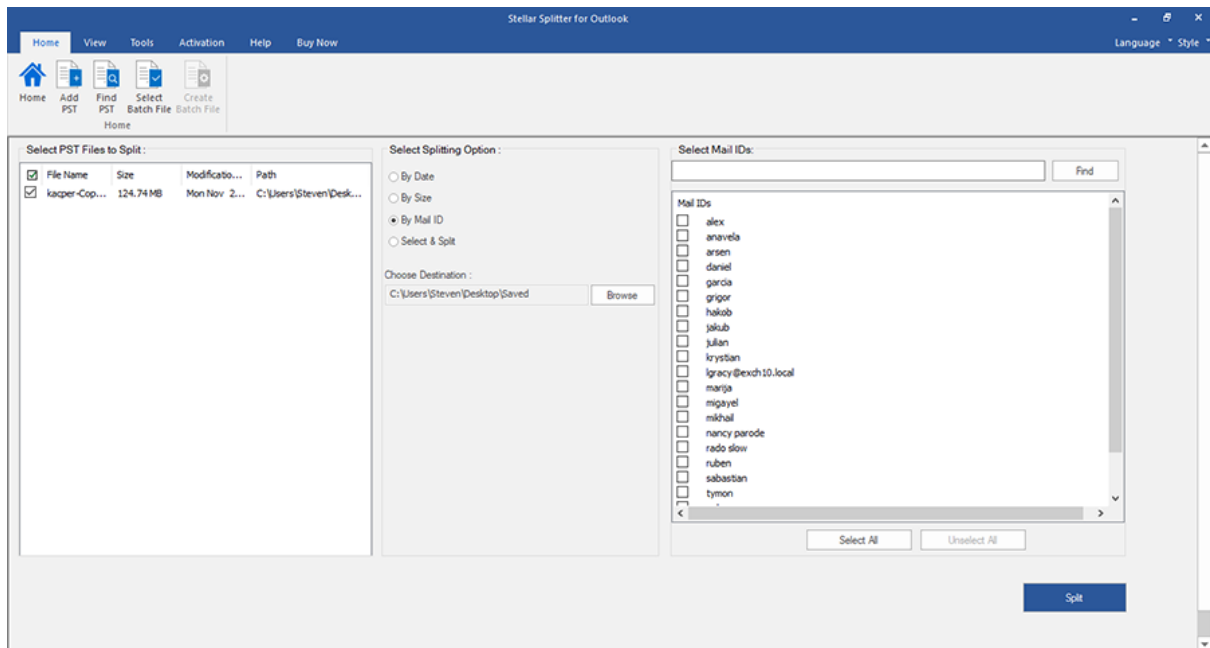 Stellar Splitter for Outlook
Home View Tools Activation Help Buy Now Language Style
Home Add PST Find PST Select Batch File Create Batch File
Home
Select PST Files to Split :
File Name Size Modificatio... Path
kacper-Cop... 124.74 MB Mon Nov 2... C:\Users\Steven\Desk...
Select Splitting Option :
By Date
By Size
By Mail ID
Select & Split
Choose Destination :
C:\Users\Steven\Desktop\Saved Browse
Select Mail IDs:
Find
Mail IDs
alex
anavela
arsen
daniel
garcia
grigor
hakob
jakub
julian
krystian
lgracy@exch10.local
marija
migayel
mikhail
nancy parode
rado slow
ruben
sabastian
tymon
Select All Unselect All
Split